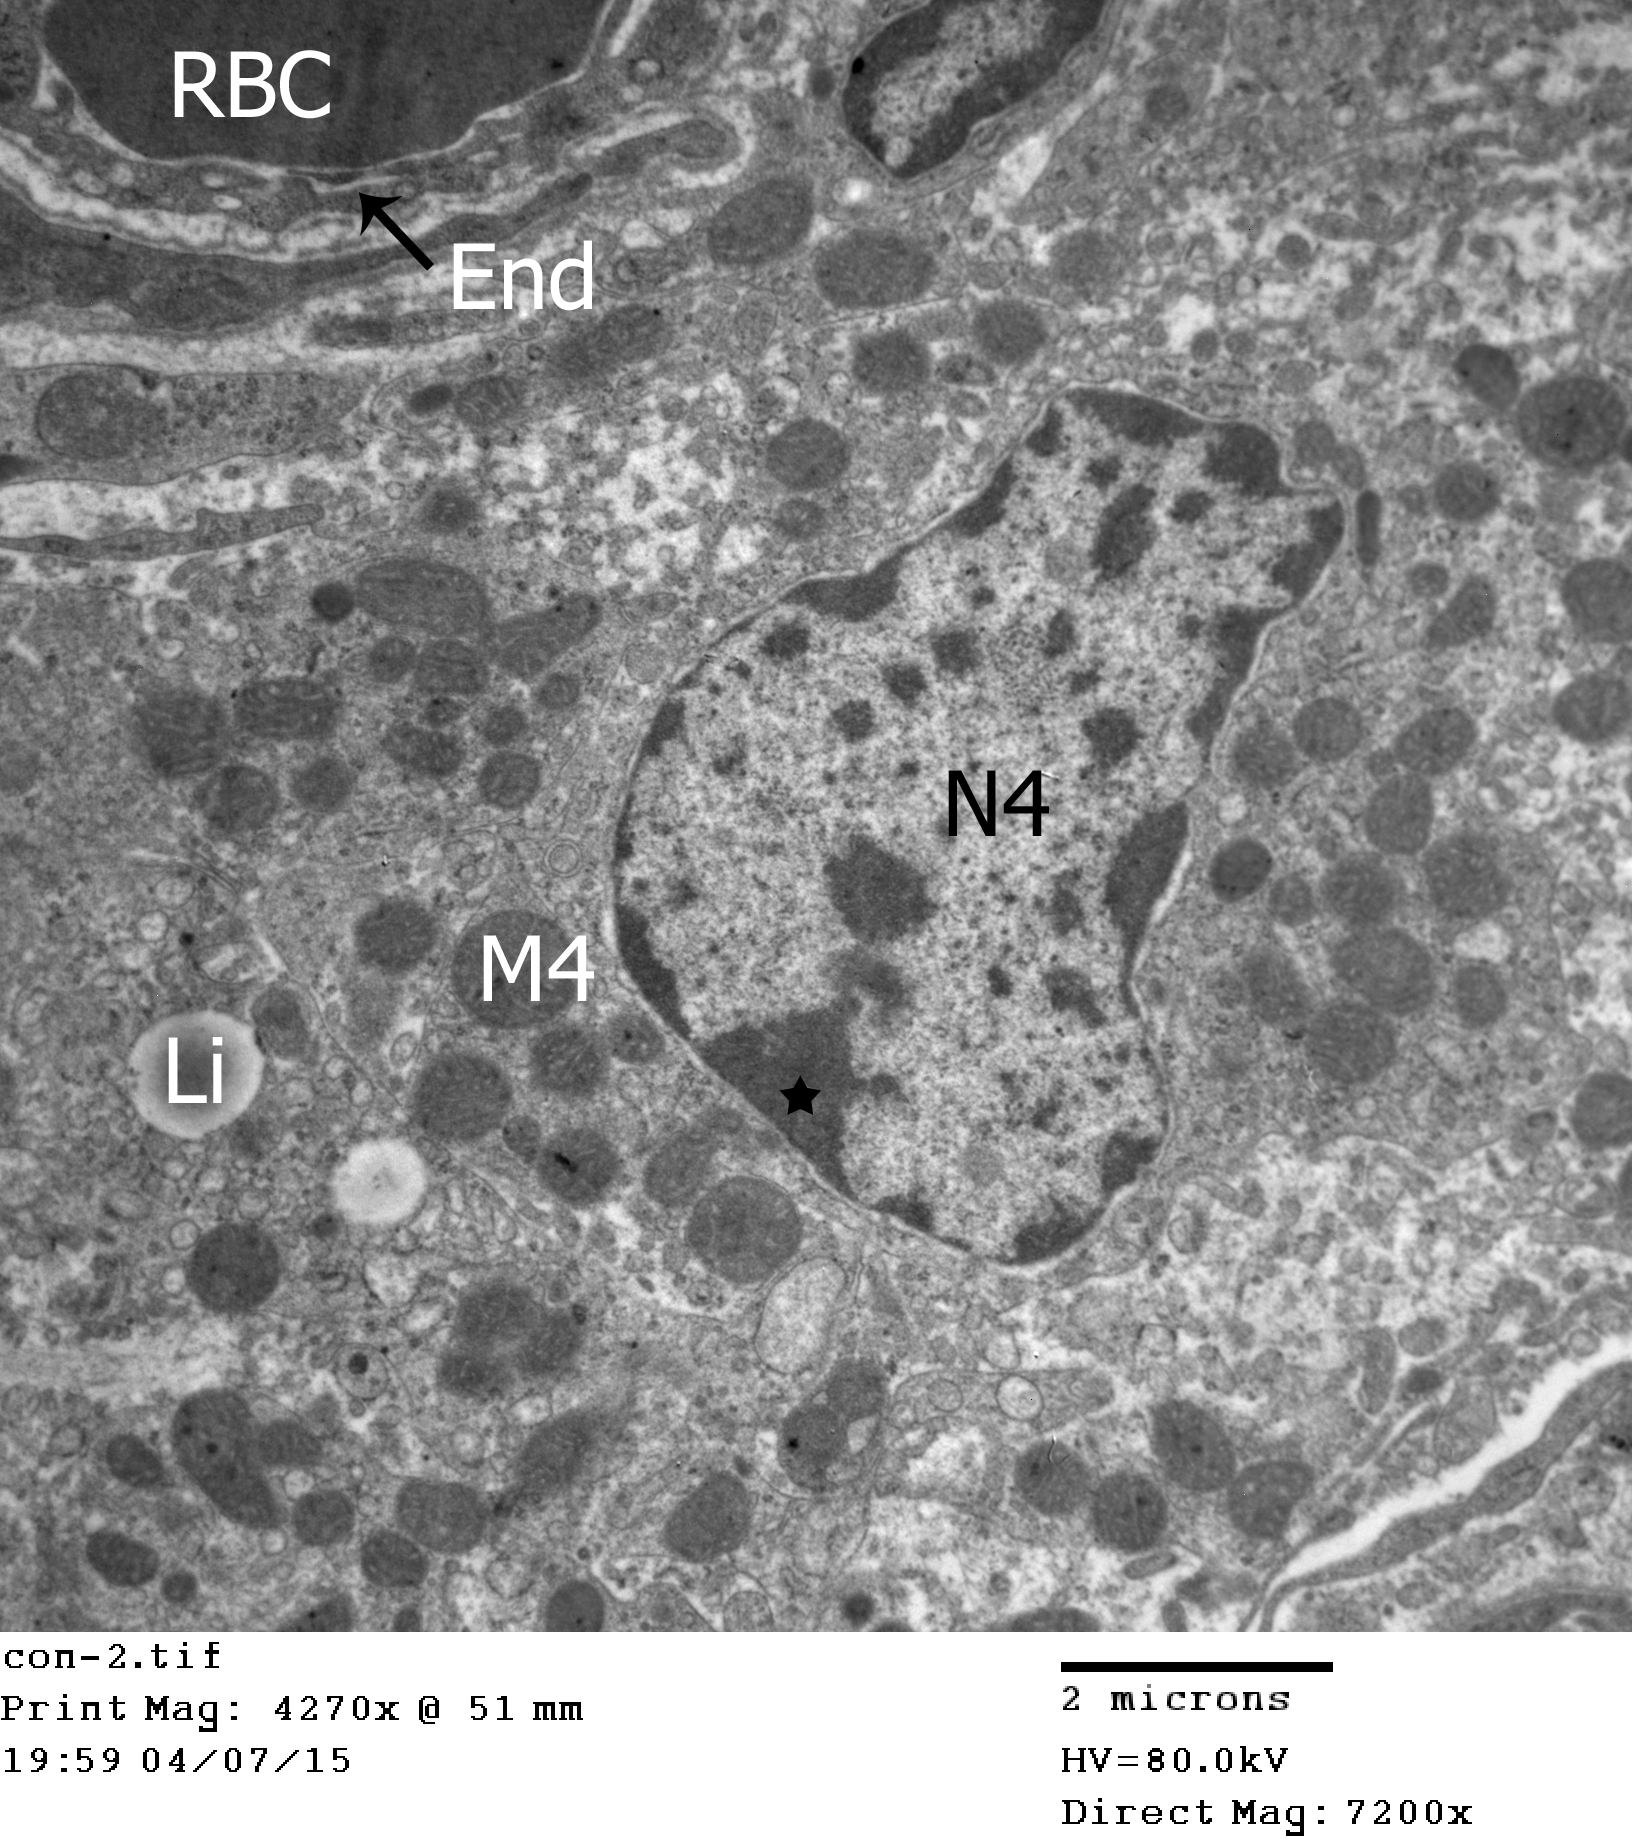 RBC
End
N4
M4
Li
con-2.tif
Print Mag: 4270x @ 51 mm
19:59 04/07/15
2 microns
HV=80.0kV
Direct Mag: 7200x